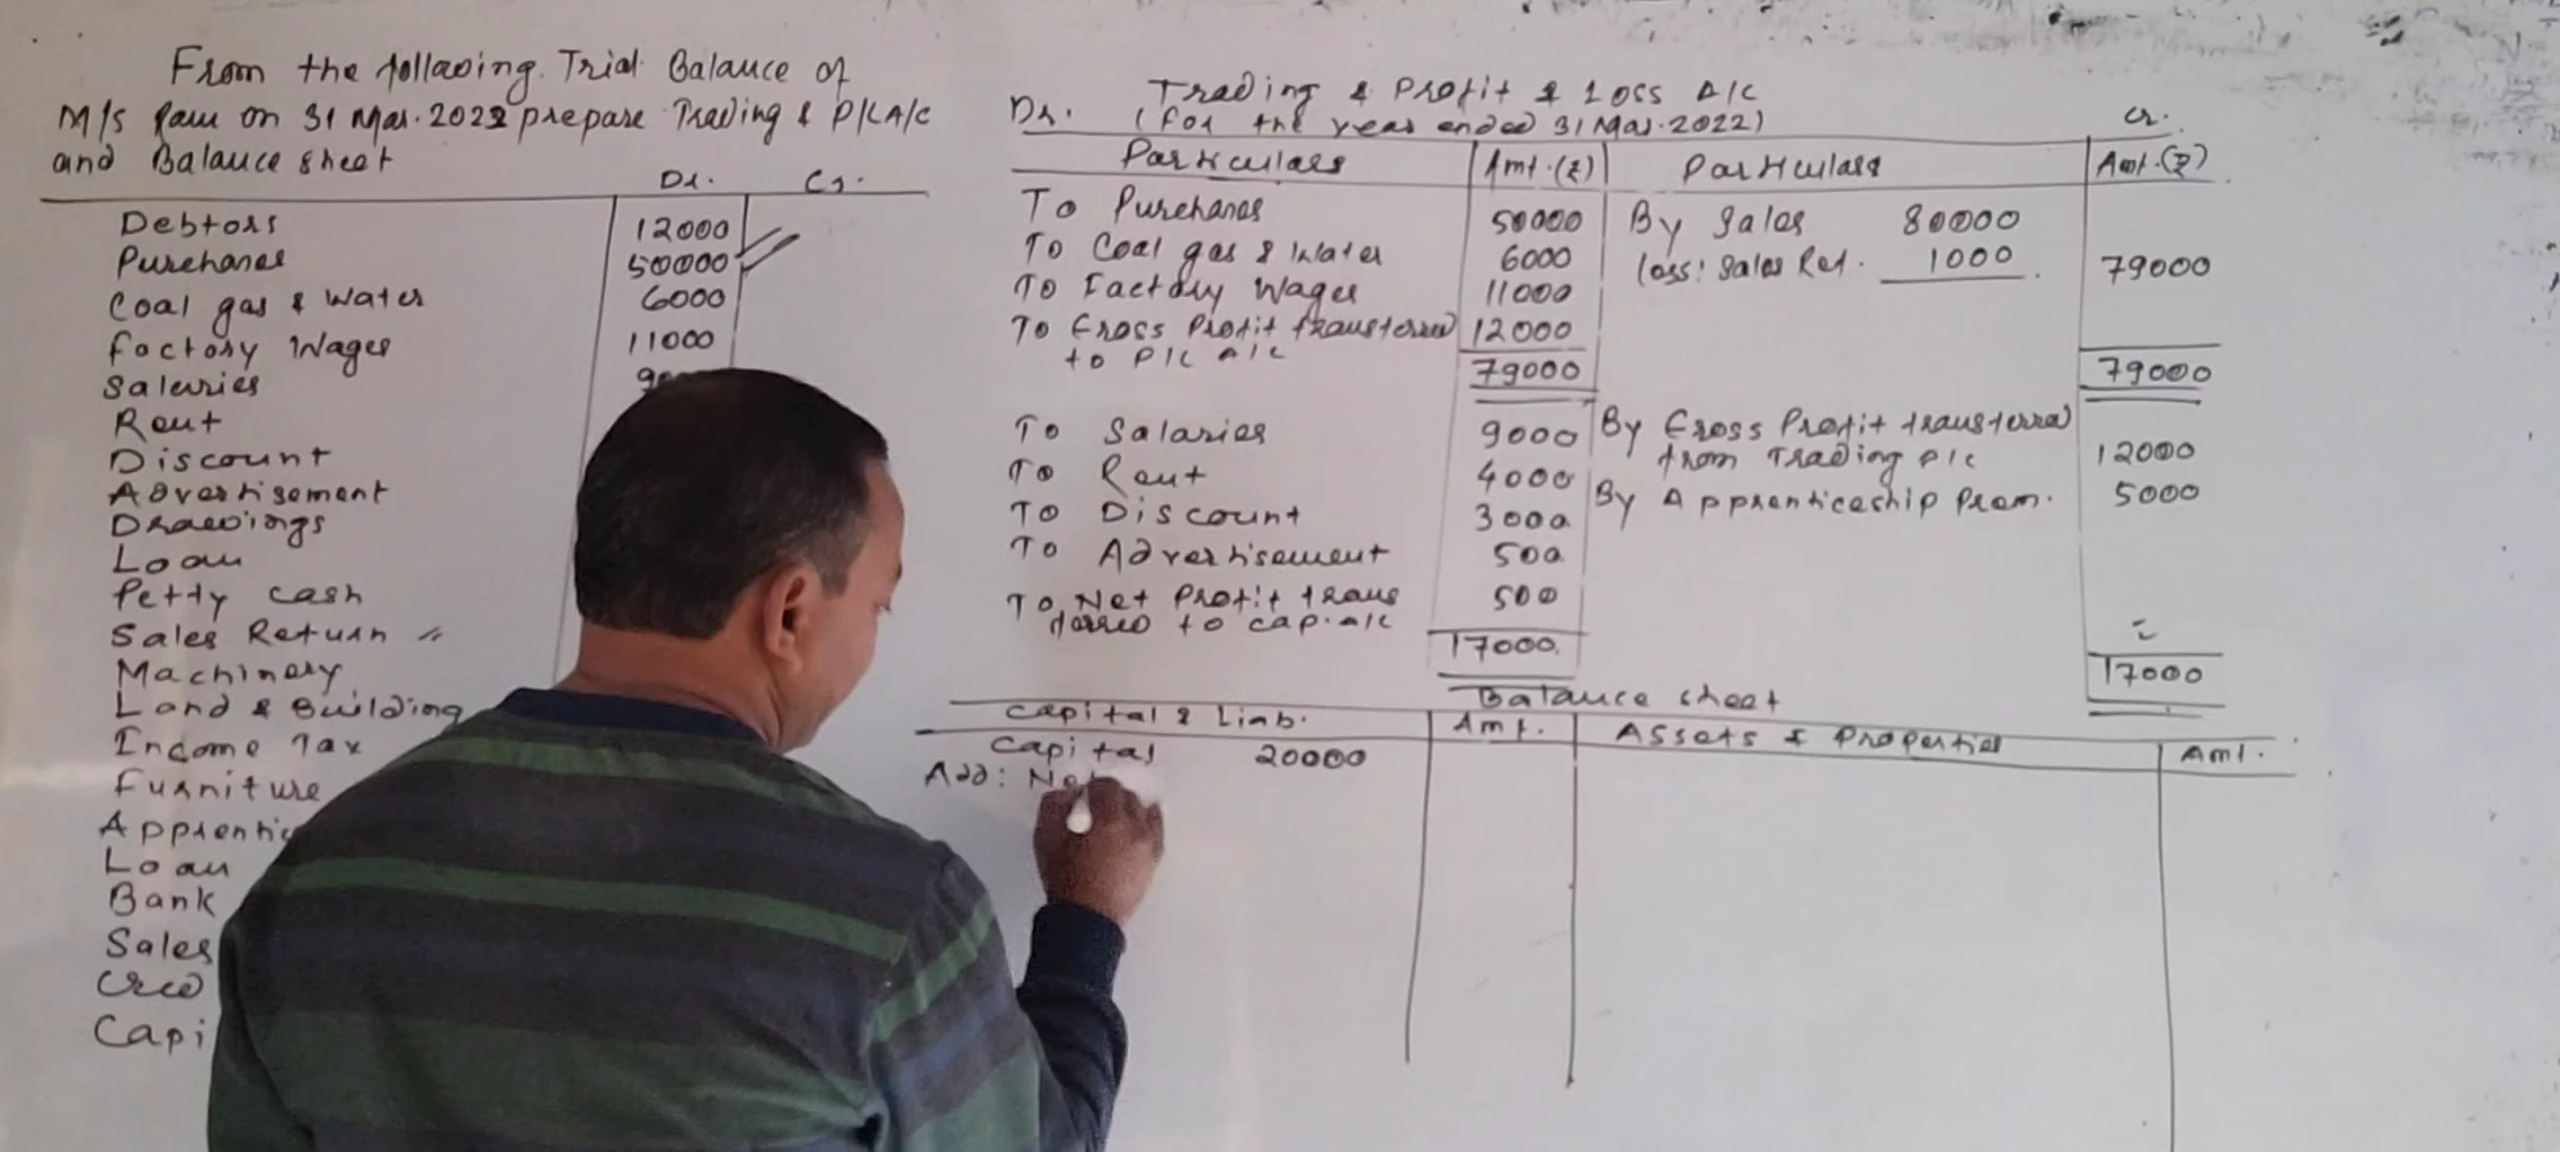 From the following Trial Balance of
M/S Ram on 31 Mar. 2022 prepare Trading & P/L A/c
and Balance sheet
Dr. Cr.
Debtors 12000
Purchases 50000
Coal gas & Water 6000
Factory Wages 11000
Salaries
Rent
Discount
Advertisement
Drawings
Loan
Petty cash
Sales Return
Machinery
Land & Building
Income Tax
Furniture
Loan
Bank
Sales
Trading & Profit & Loss A/C
Dr. (for the year ended 31 Mar. 2022) Cr.
Particulars Amt.(₹) Particulars Amt.(₹)
To Purchases 50000 By Sales 80000
To Coal gas & Water 6000 Less: Sales Ret. 1000 79000
To Factory Wages 11000
To Gross Profit transferred 12000
to P/L A/c
79000 79000
To Salaries 9000 By Gross Profit transferred
from Trading A/c 12000
To Rent 4000 By Apprenticeship Prem. 5000
To Discount 3000
To Advertisement 500
To Net Profit trans 500
ferred to cap. A/c
17000 17000
Balance sheet
Capital & Liab. Amt. Assets & Properties Amt.
Capital 20000
Add: